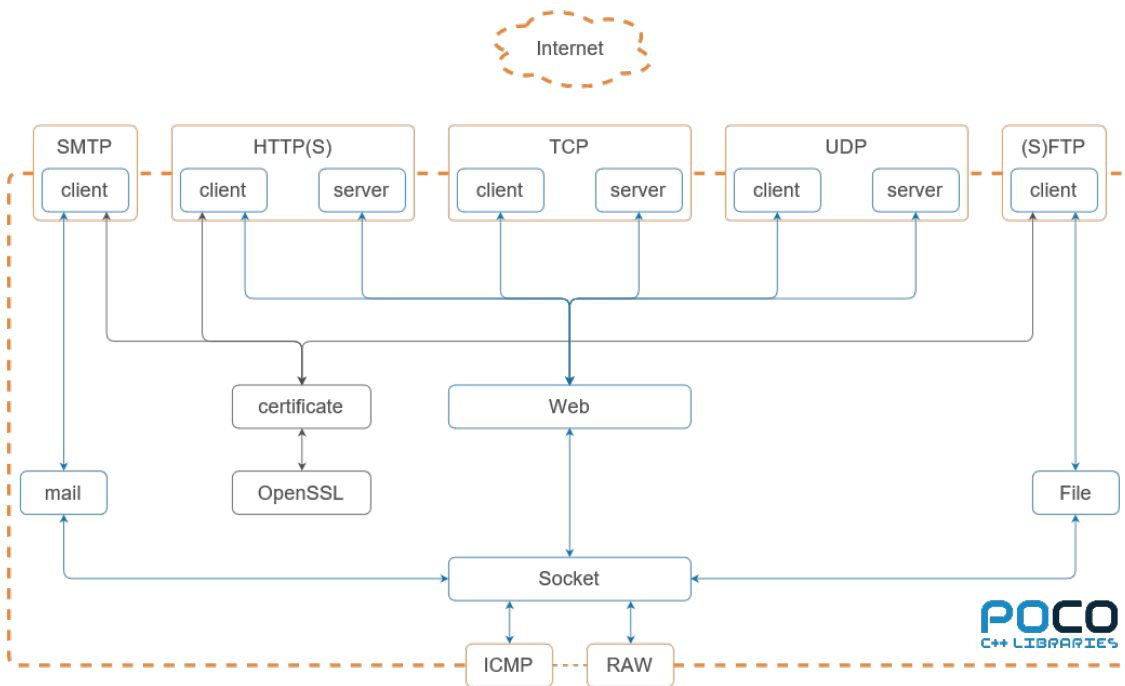 Internet
SMTP
HTTP(S)
TCP
UDP
(S)FTP
client
client
server
client
server
client
server
client
certificate
Web
mail
OpenSSL
File
Socket
POCO
C++ LIBRARIES
ICMP
RAW